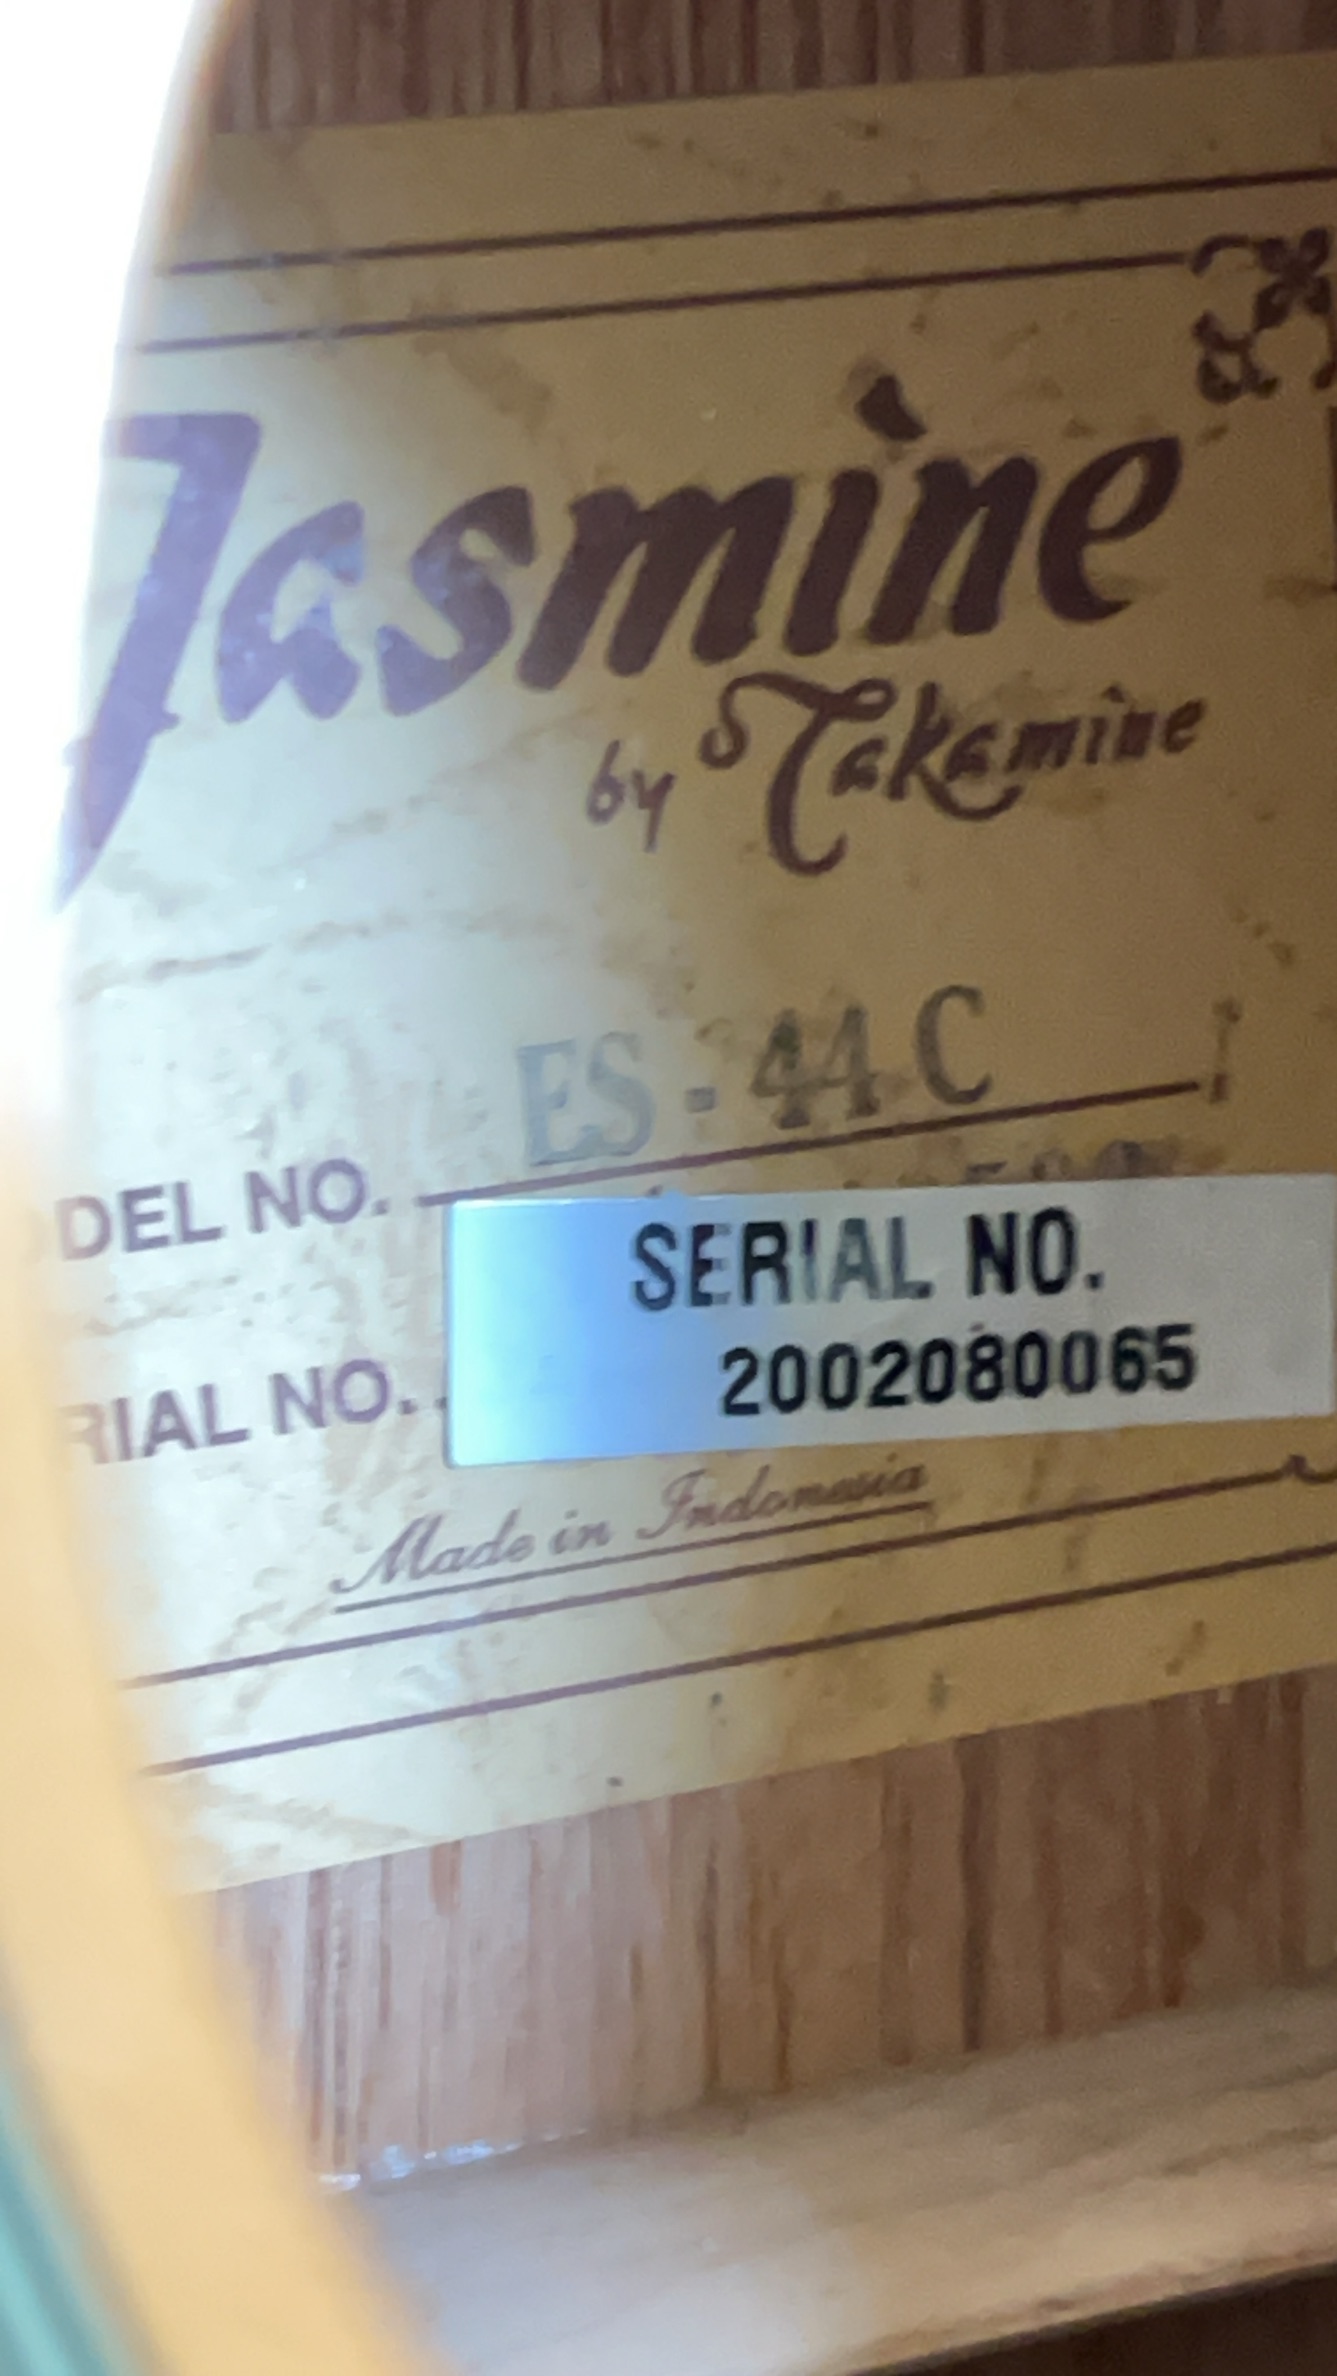 Jasmine
by Takamine
DEL NO. ES-44C
SERIAL NO.
RIAL NO. 2002080065
Made in Indonesia